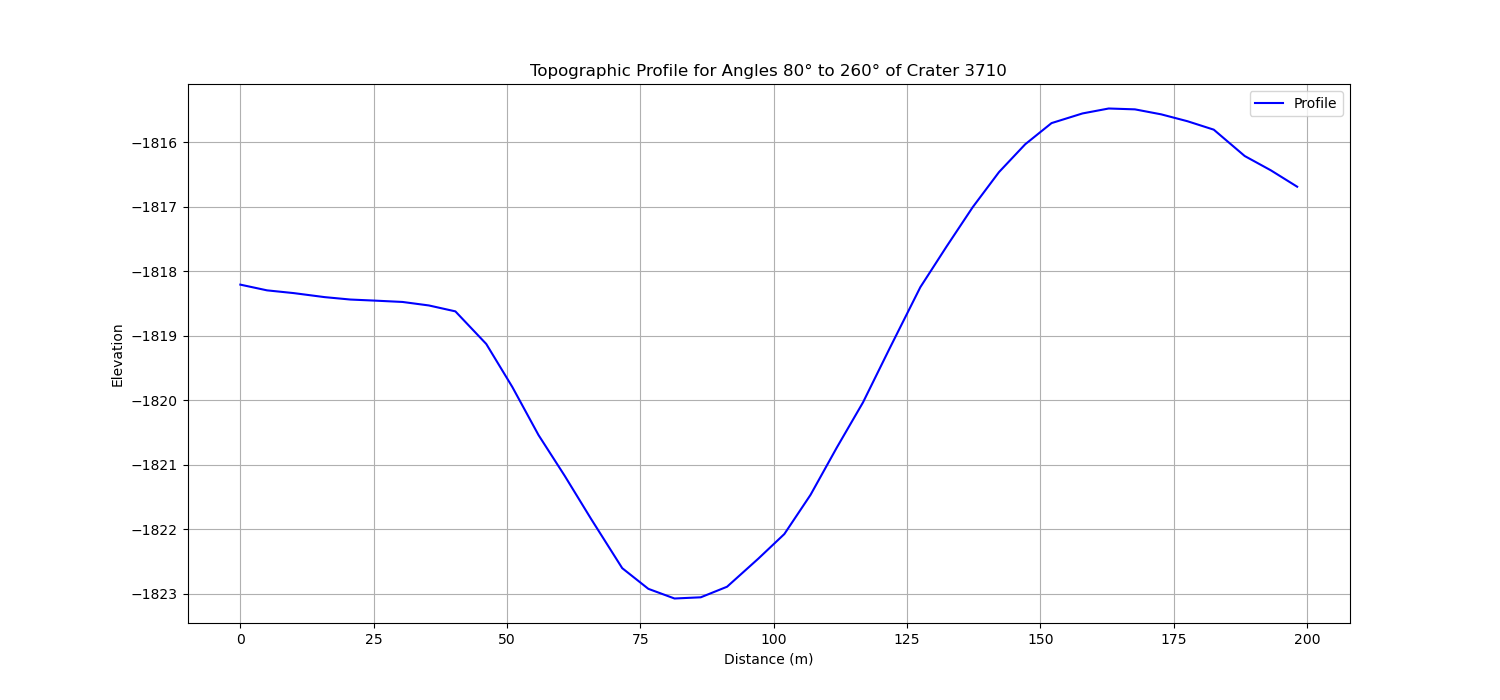 Topographic Profile for Angles 80° to 260° of Crater 3710
Profile
−1816
−1817
−1818
−1819
−1820
−1821
−1822
−1823
Elevation
0 25 50 75 100 125 150 175 200
Distance (m)